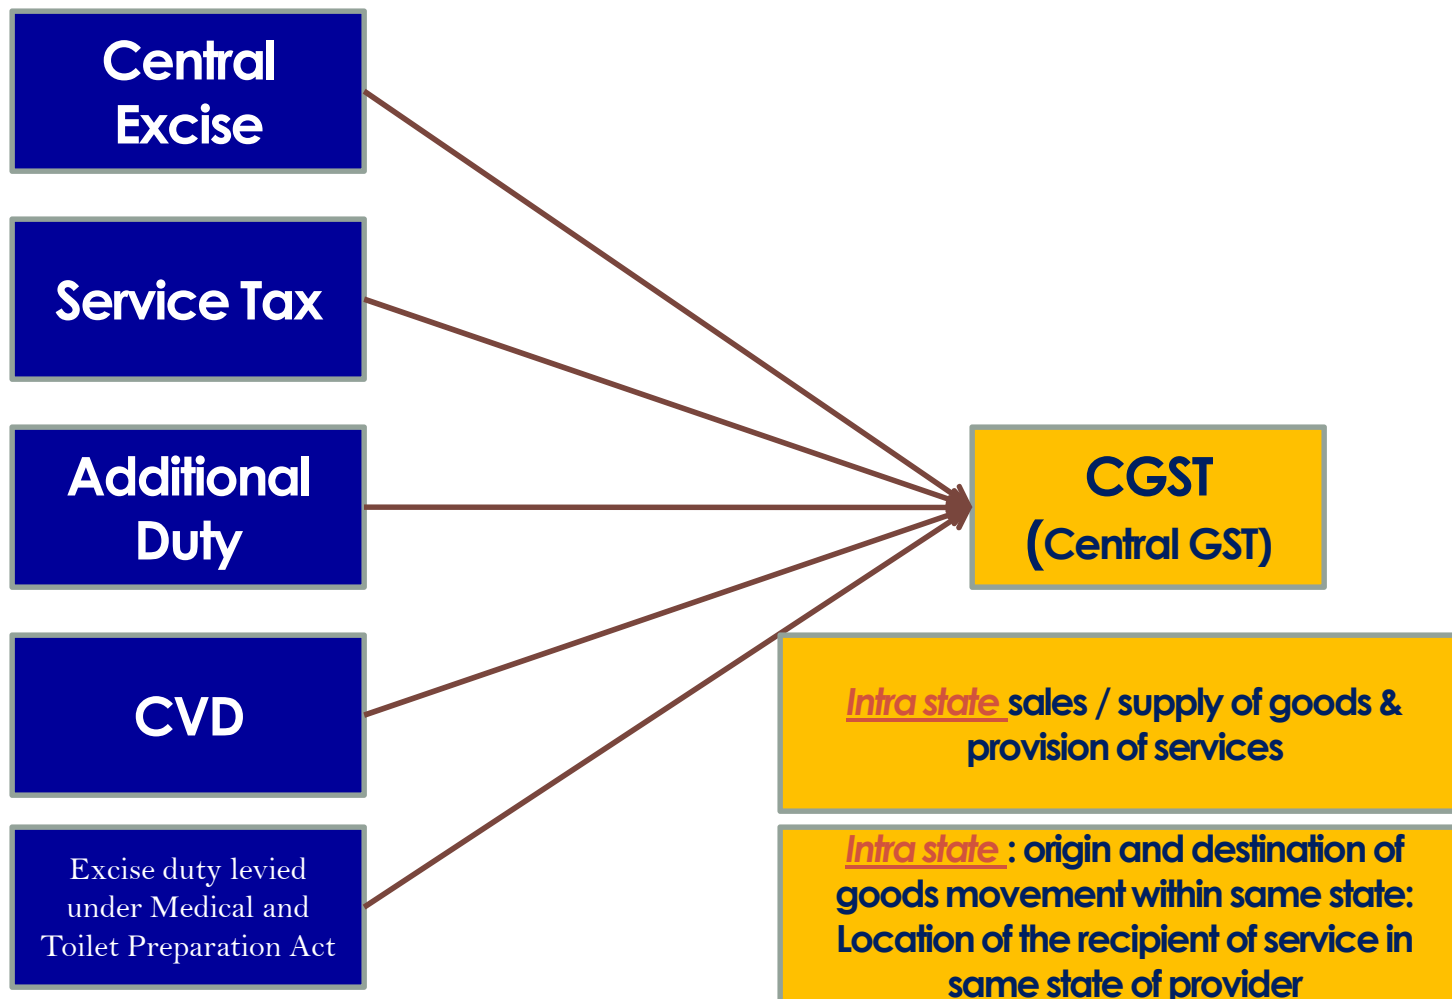 Central
Excise
Service Tax
Additional
Duty
CVD
Excise duty levied
under Medical and
Toilet Preparation Act
CGST
(Central GST)
Intra state sales / supply of goods &
provision of services
Intra state : origin and destination of
goods movement within same state:
Location of the recipient of service in
same state of provider